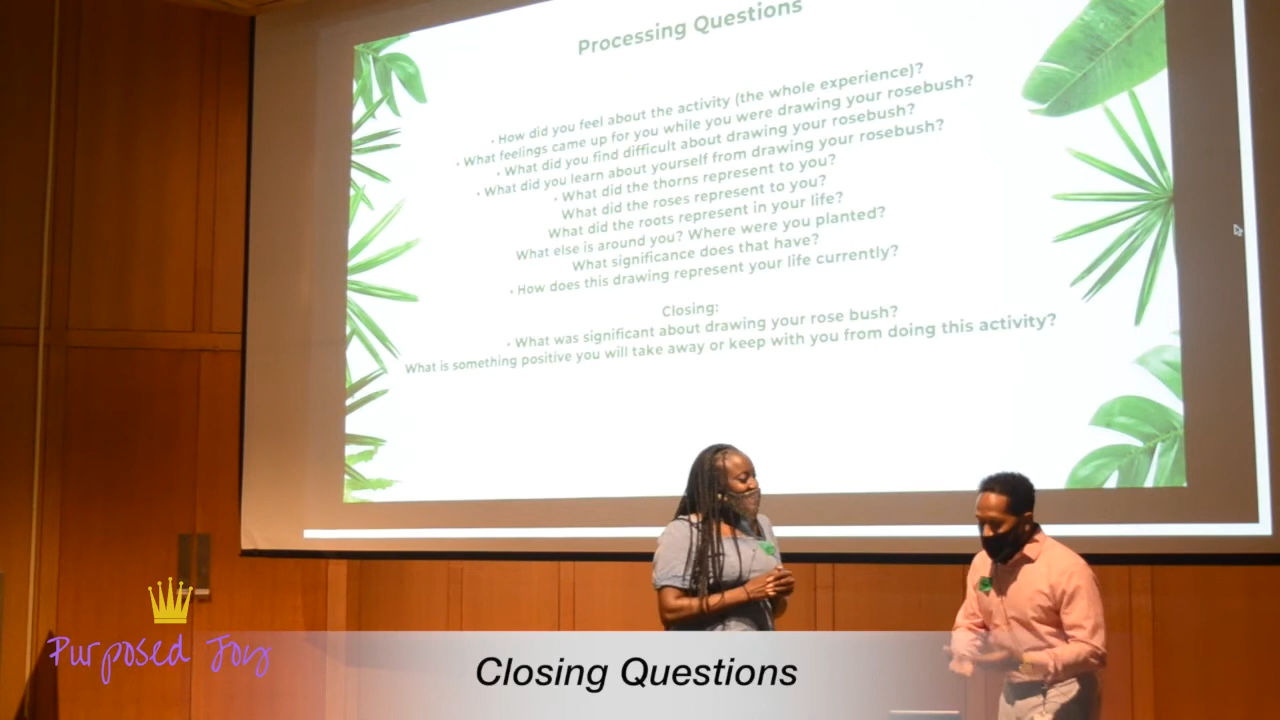 Processing Questions
• How did you feel about the activity (the whole experience)?
• What feelings came up for you while you were drawing your rosebush?
• What did you find difficult about drawing your rosebush?
• What did you learn about yourself from drawing your rosebush?
• What did the thorns represent to you?
What did the roses represent to you?
What did the roots represent in your life?
What else is around you? Where were you planted?
What significance does that have?
• How does this drawing represent your life currently?
Closing:
• What was significant about drawing your rose bush?
What is something positive you will take away or keep with you from doing this activity?
Purposed Joy
Closing Questions